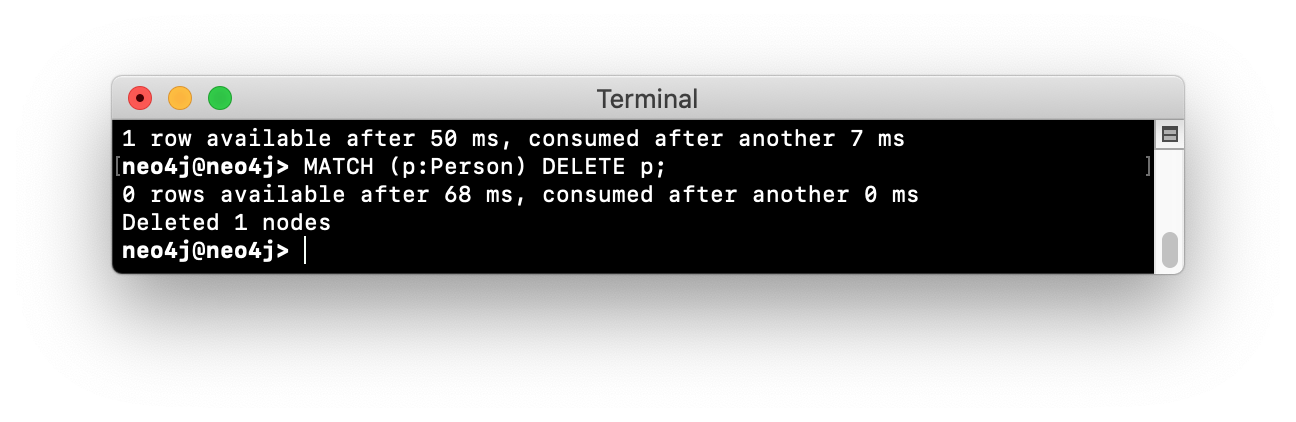 Terminal
1 row available after 50 ms, consumed after another 7 ms
[neo4j@neo4j> MATCH (p:Person) DELETE p; ]
0 rows available after 68 ms, consumed after another 0 ms
Deleted 1 nodes
neo4j@neo4j>